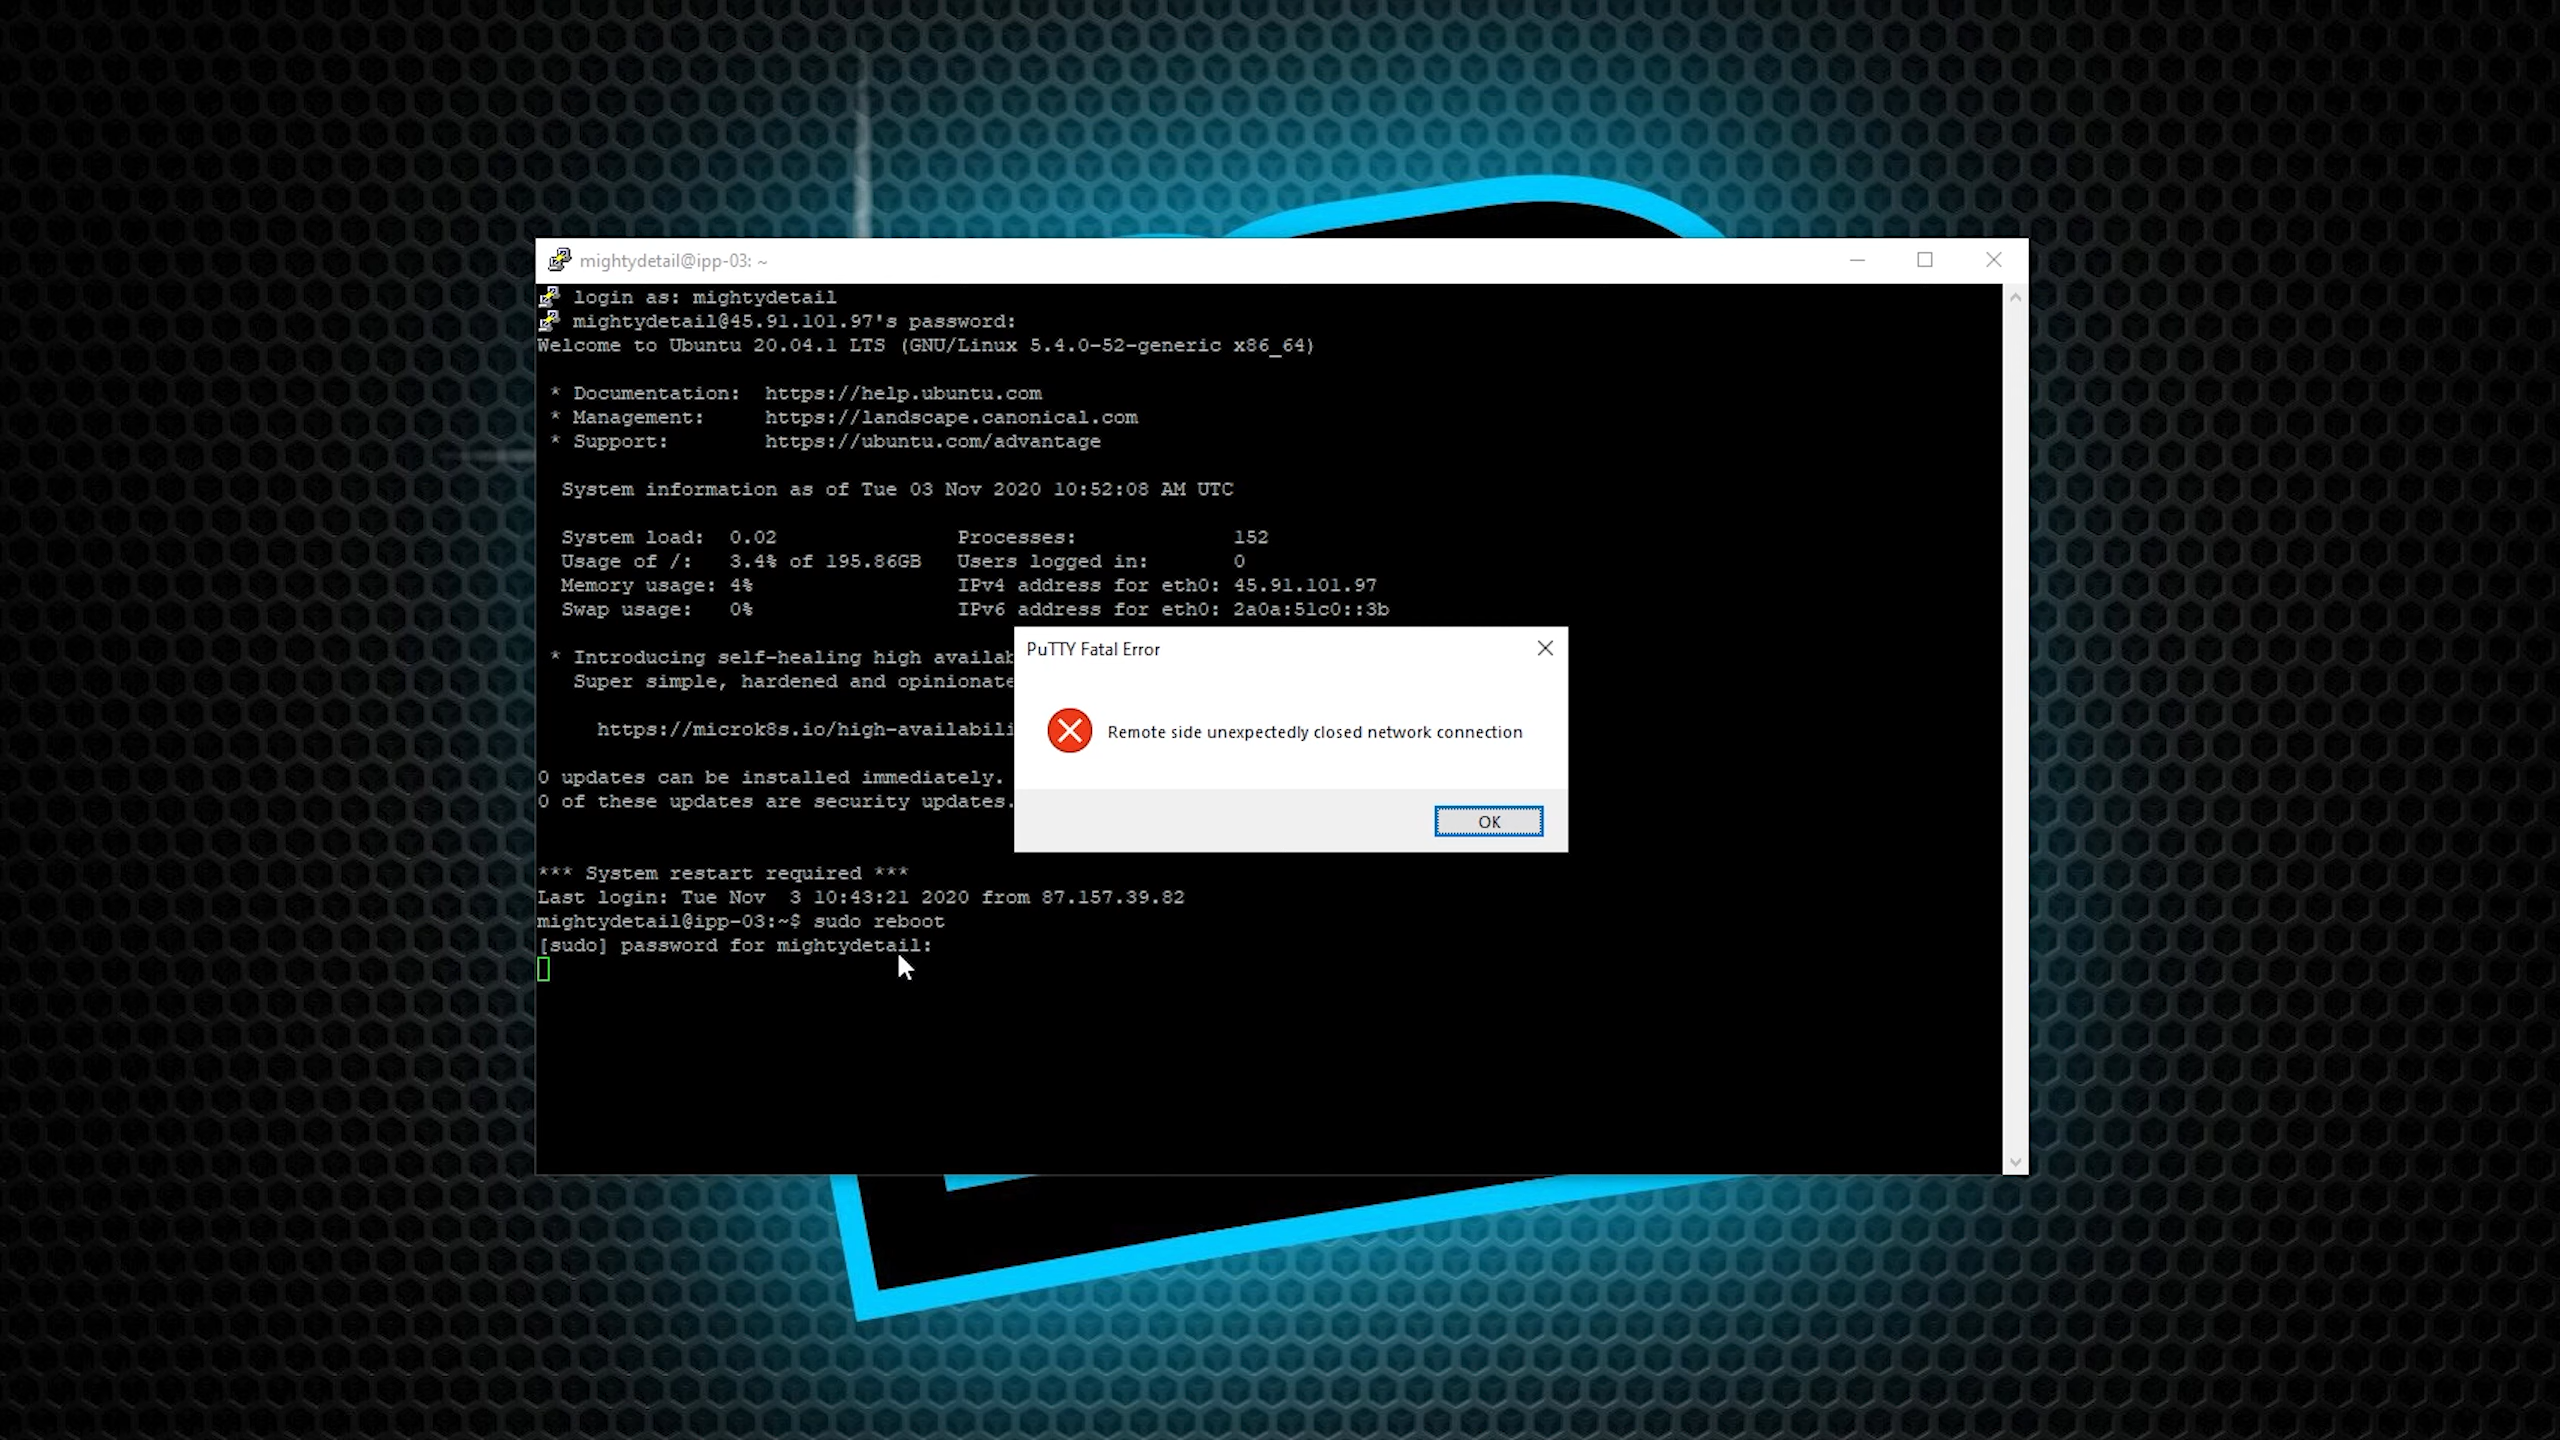 mightydetail@ipp-03: ~
login as: mightydetail
mightydetail@45.91.101.97's password:
Welcome to Ubuntu 20.04.1 LTS (GNU/Linux 5.4.0-52-generic x86_64)
* Documentation:  https://help.ubuntu.com
* Management:     https://landscape.canonical.com
* Support:        https://ubuntu.com/advantage
System information as of Tue 03 Nov 2020 10:52:08 AM UTC
System load:  0.02               Processes:             152
Usage of /:   3.4% of 195.86GB   Users logged in:       0
Memory usage: 4%                 IPv4 address for eth0: 45.91.101.97
Swap usage:   0%                 IPv6 address for eth0: 2a0a:51c0::3b
* Introducing self-healing high availab
Super simple, hardened and opinionate
https://microk8s.io/high-availabili
0 updates can be installed immediately.
0 of these updates are security updates.
*** System restart required ***
Last login: Tue Nov  3 10:43:21 2020 from 87.157.39.82
mightydetail@ipp-03:~$ sudo reboot
[sudo] password for mightydetail:
PuTTY Fatal Error
Remote side unexpectedly closed network connection
OK